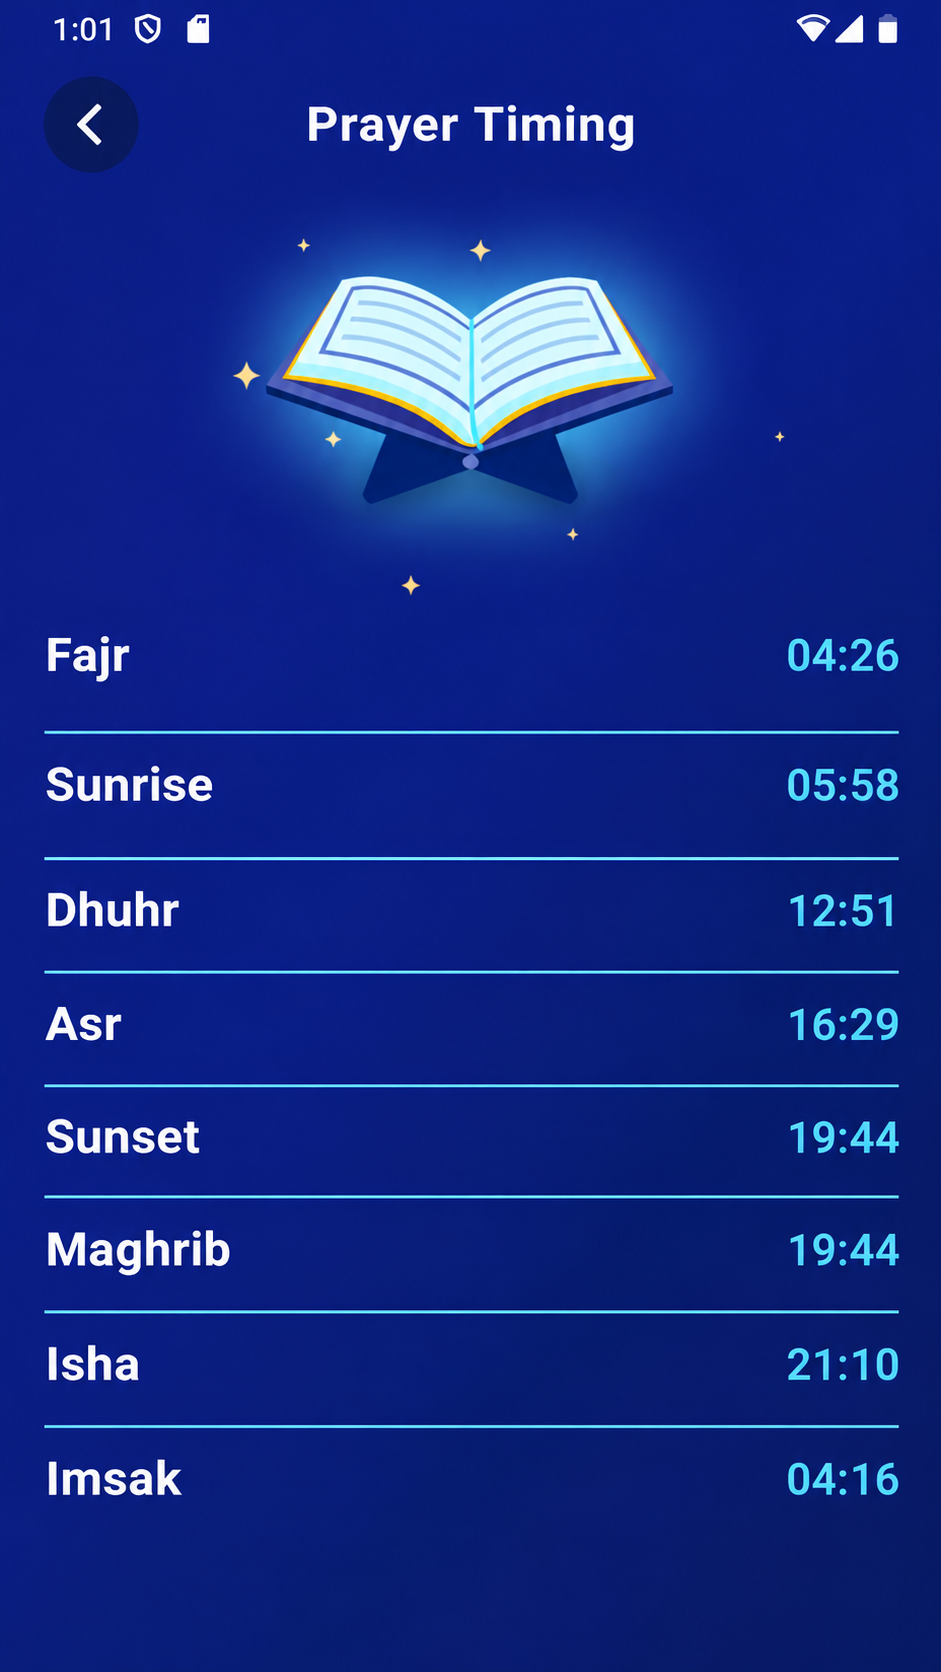 1:01
Prayer Timing
Fajr 04:26
Sunrise 05:58
Dhuhr 12:51
Asr 16:29
Sunset 19:44
Maghrib 19:44
Isha 21:10
Imsak 04:16